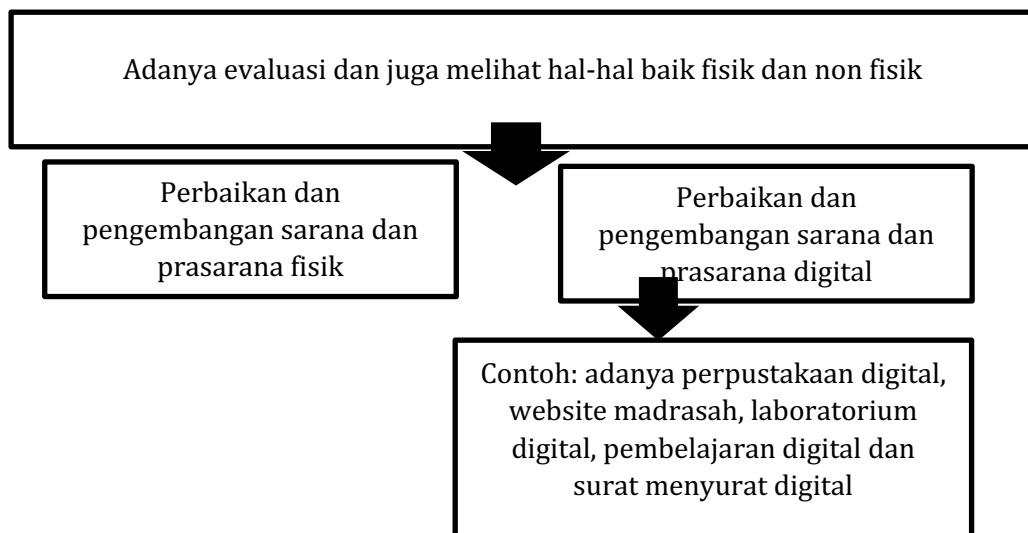 Adanya evaluasi dan juga melihat hal-hal baik fisik dan non fisik
Perbaikan dan
pengembangan sarana dan
prasarana fisik
Perbaikan dan
pengembangan sarana dan
prasarana digital
Contoh: adanya perpustakaan digital,
website madrasah, laboratorium
digital, pembelajaran digital dan
surat menyurat digital